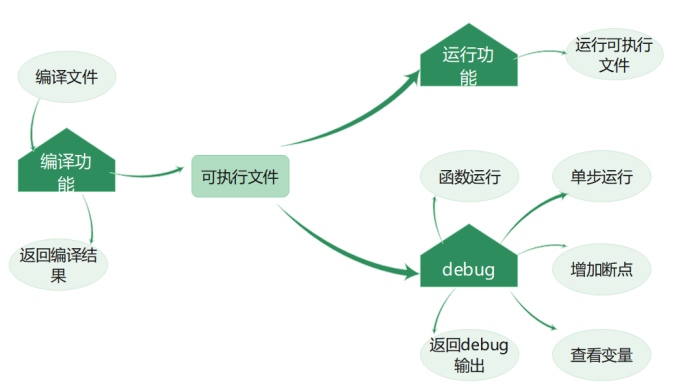 编译文件
编译功
能
返回编译结
果
可执行文件
运行功
能
运行可执行
文件
函数运行
单步运行
debug
增加断点
返回debug
输出
查看变量